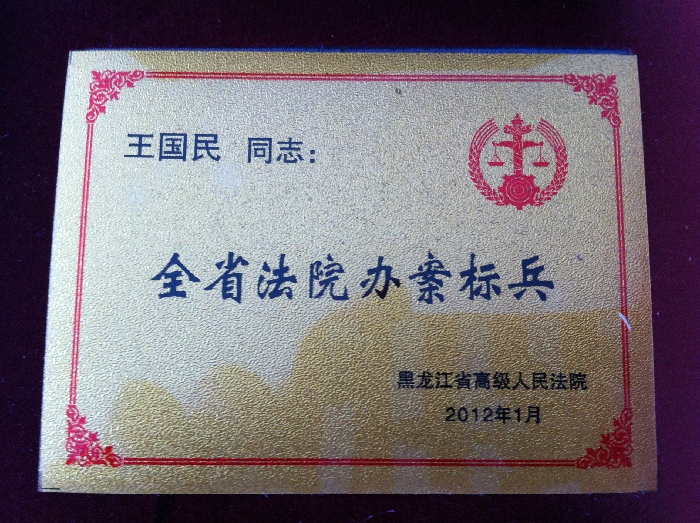 王国民 同志：
全省法院办案标兵
黑龙江省高级人民法院
2012年1月